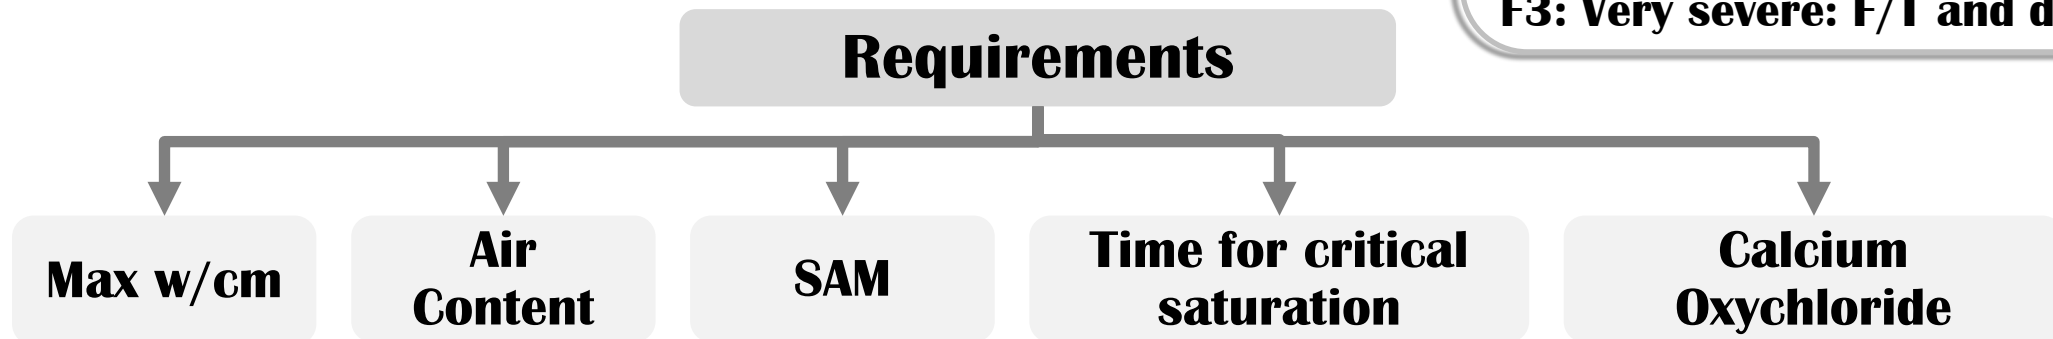 F3: Very severe: F/T and d
Requirements
Max w/cm
Air
Content
SAM
Time for critical
saturation
Calcium
Oxychloride